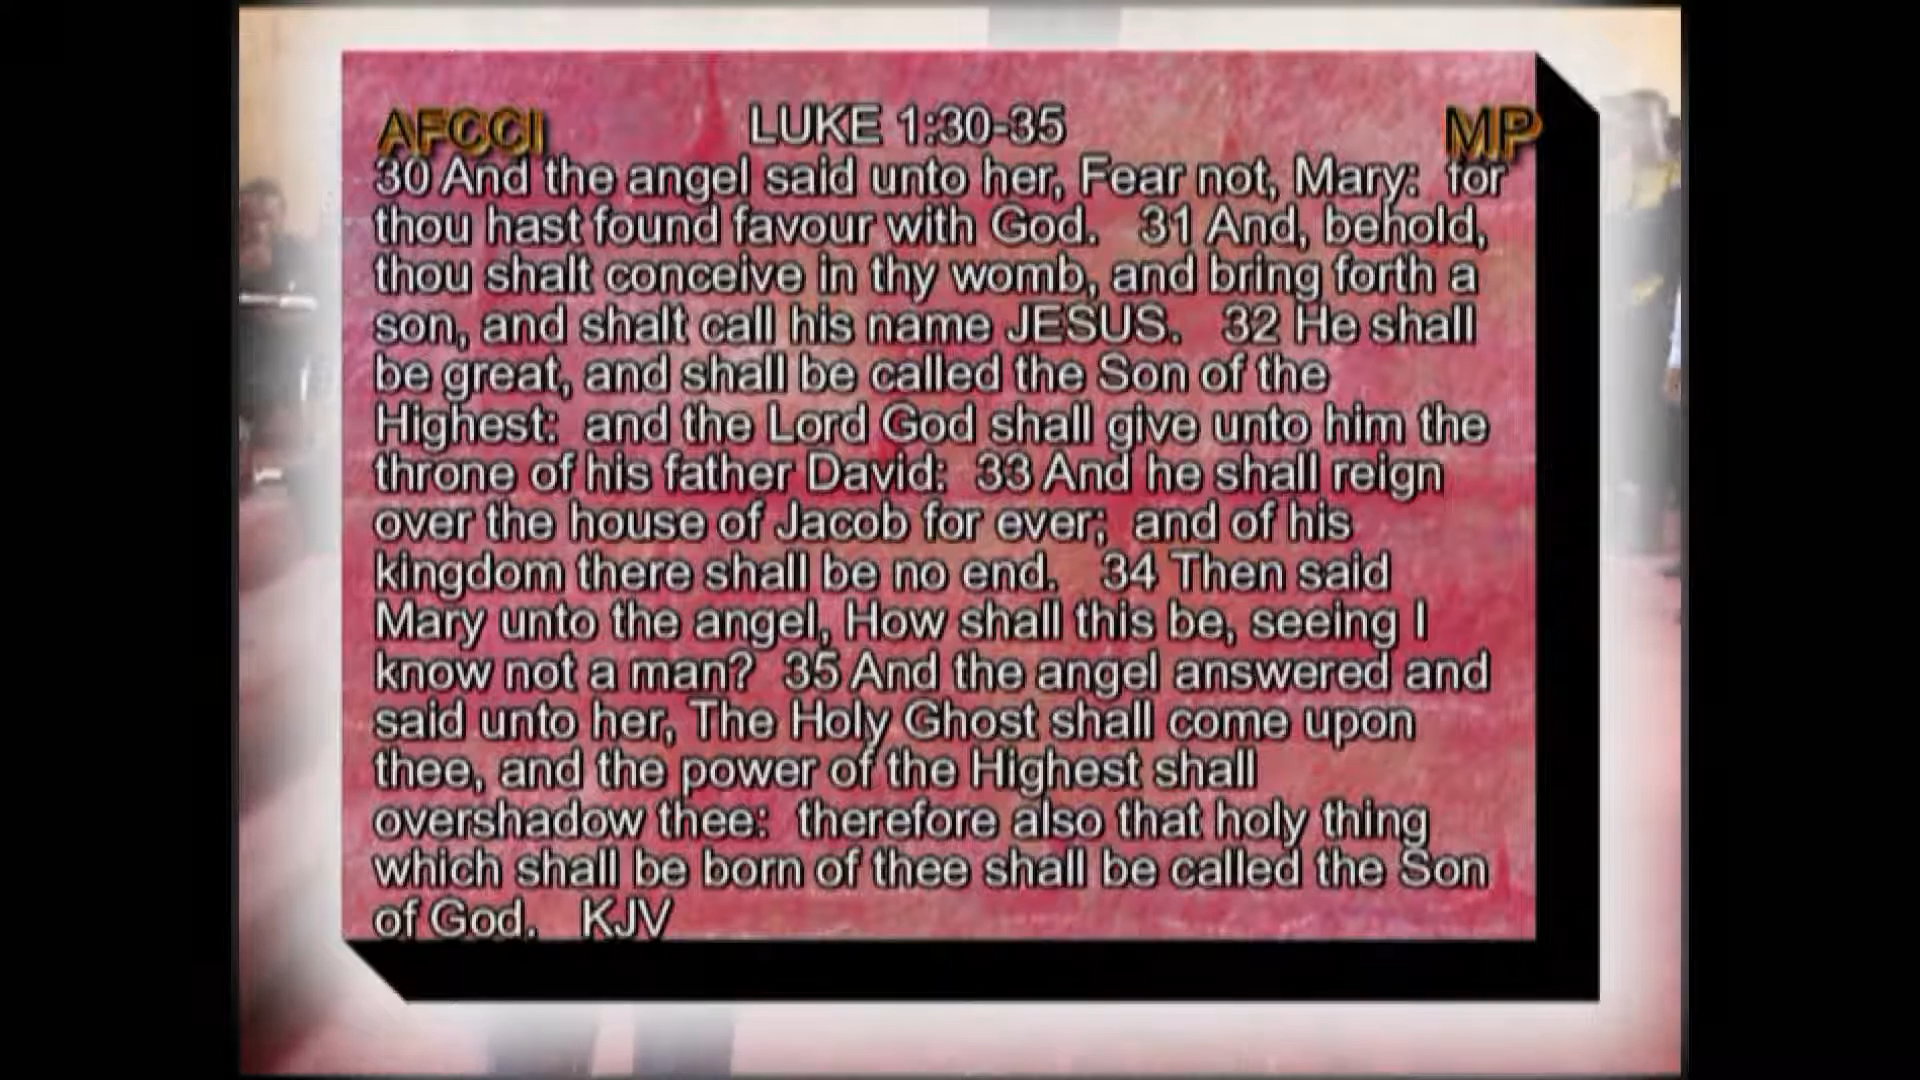 AFCCI LUKE 1:30-35 MP
30 And the angel said unto her, Fear not, Mary: for
thou hast found favour with God. 31 And, behold,
thou shalt conceive in thy womb, and bring forth a
son, and shalt call his name JESUS. 32 He shall
be great, and shall be called the Son of the
Highest: and the Lord God shall give unto him the
throne of his father David: 33 And he shall reign
over the house of Jacob for ever; and of his
kingdom there shall be no end. 34 Then said
Mary unto the angel, How shall this be, seeing I
know not a man? 35 And the angel answered and
said unto her, The Holy Ghost shall come upon
thee, and the power of the Highest shall
overshadow thee: therefore also that holy thing
which shall be born of thee shall be called the Son
of God. KJV